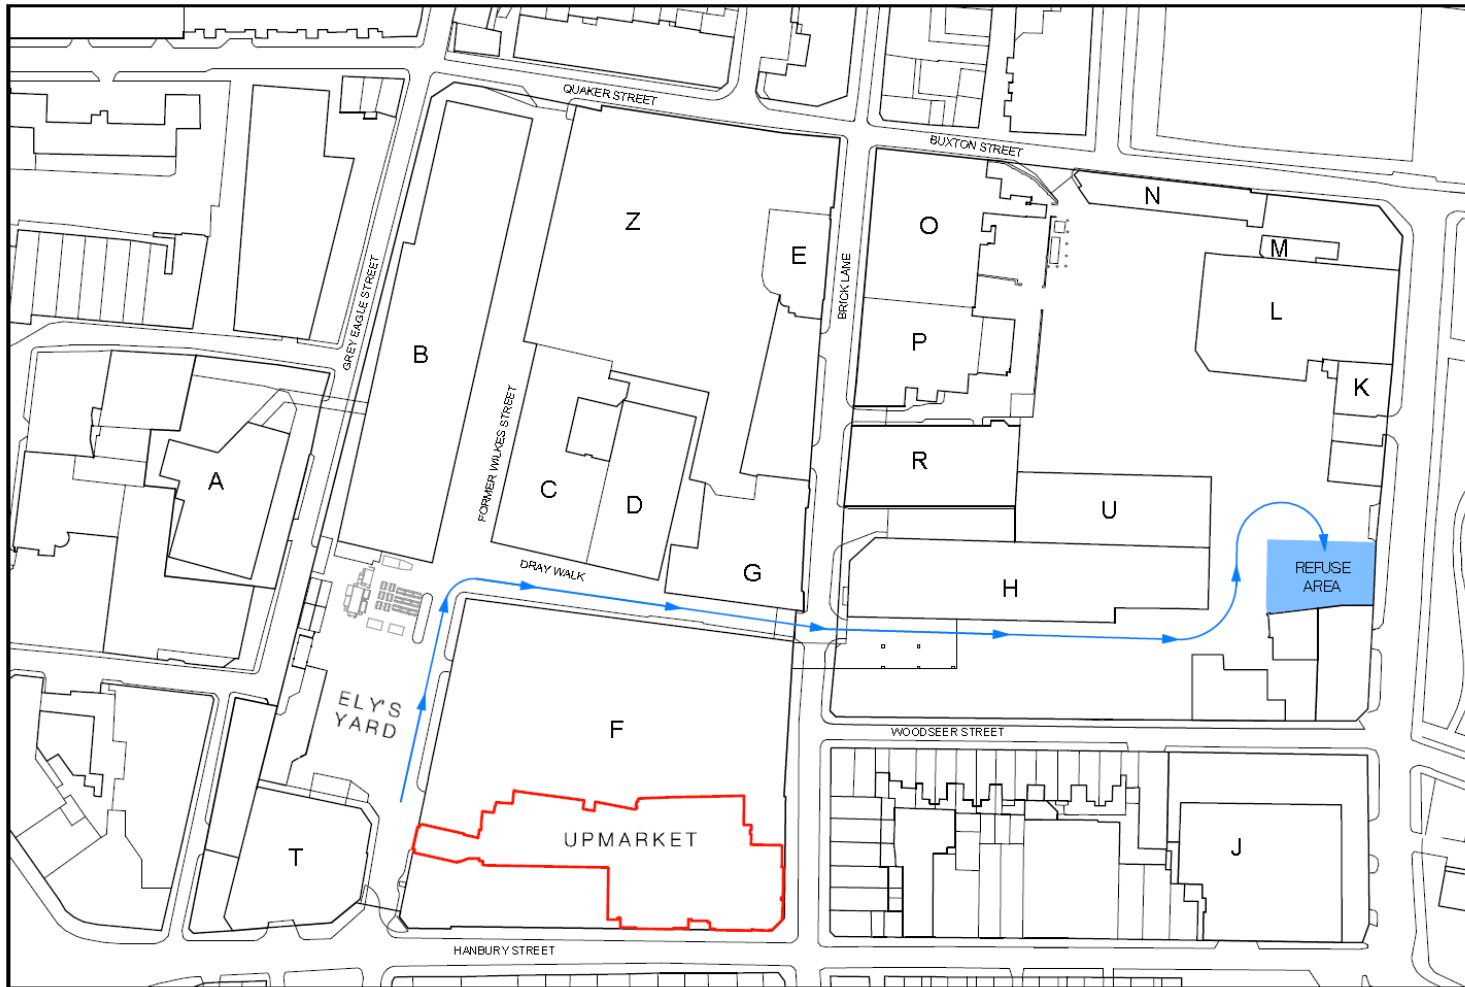 QUAKER STREET
BUXTON STREET
N
O
Z
M
E
L
BRICK LANE
GREY EAGLE STREET
B
P
K
FORMER WILKES STREET
R
A
C
D
U
DRAY WALK
G
H
REFUSE
AREA
ELY'S
YARD
F
WOODSEER STREET
UPMARKET
T
J
HANBURY STREET